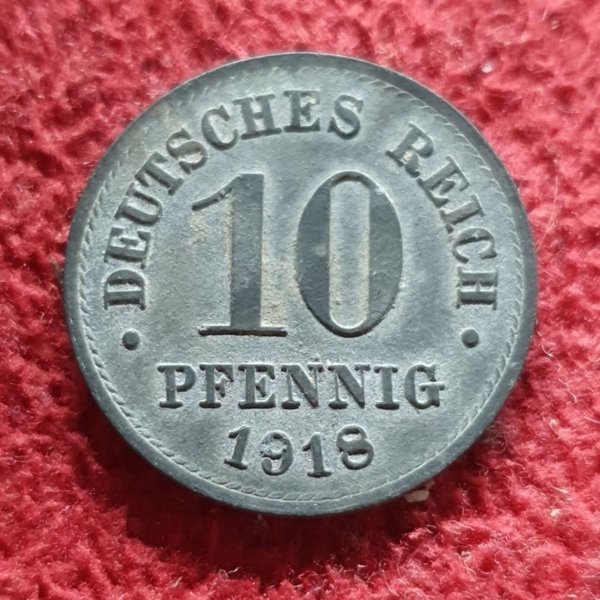 · DEUTSCHES REICH ·
10
PFENNIG
1918